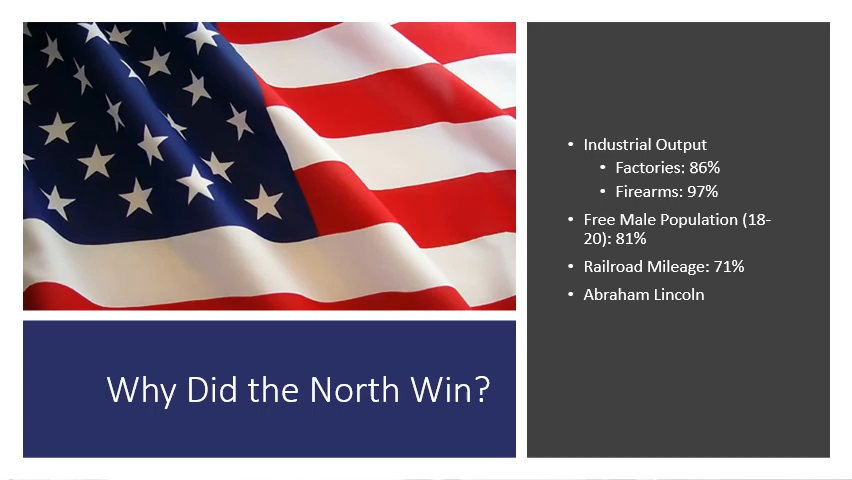 Industrial Output
Factories: 86%
Firearms: 97%
Free Male Population (18-
20): 81%
Railroad Mileage: 71%
Abraham Lincoln
Why Did the North Win?